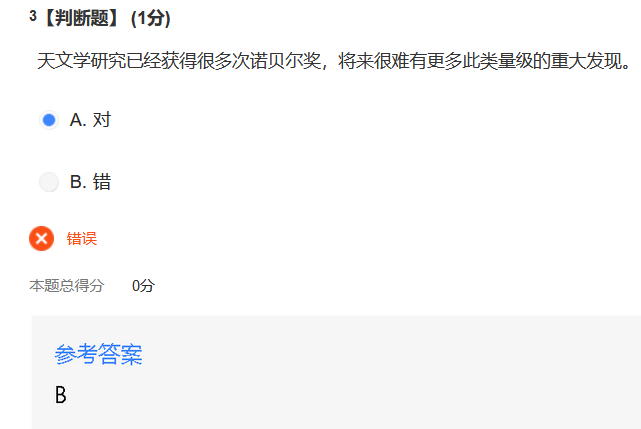 3【判断题】 (1分)
天文学研究已经获得很多次诺贝尔奖，将来很难有更多此类量级的重大发现。
A. 对
B. 错
错误
本题总得分 0分
参考答案
B